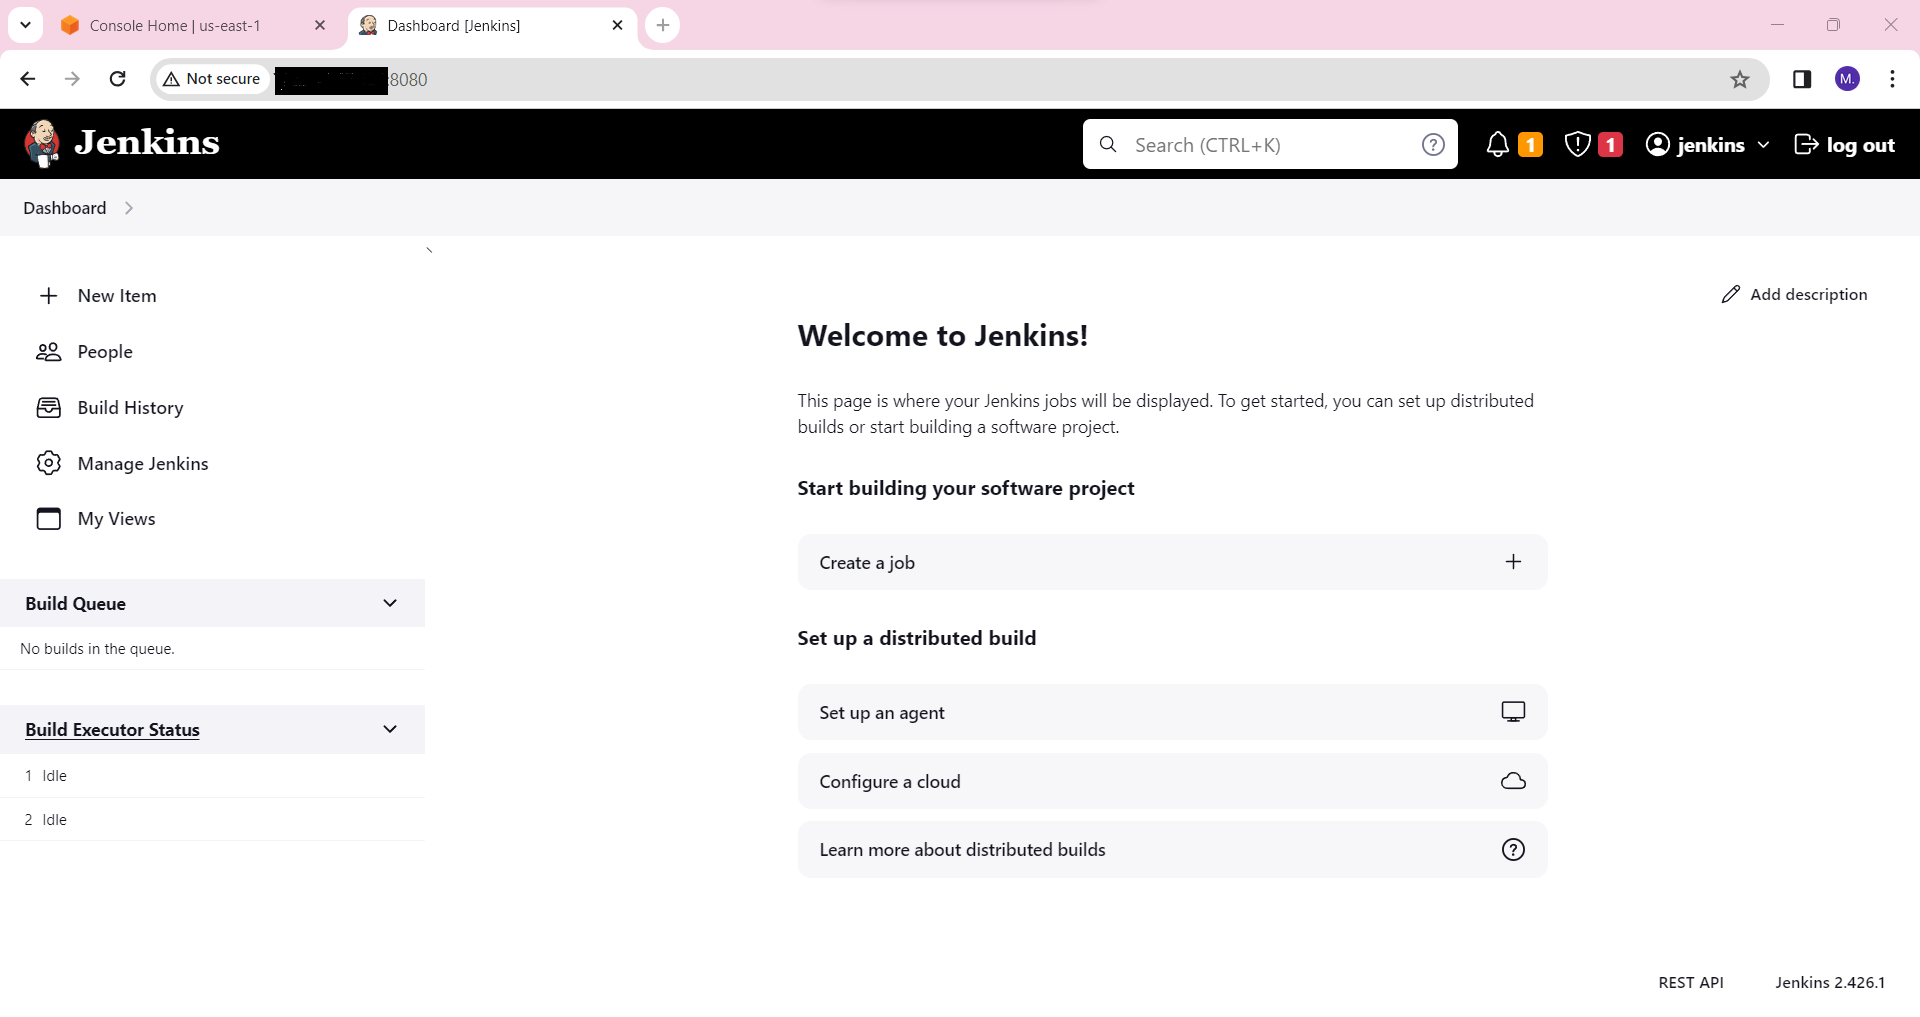 Console Home | us-east-1
Dashboard [Jenkins]
Not secure
:8080
M.
Jenkins
Search (CTRL+K)
1
1
jenkins
log out
Dashboard
New Item
People
Build History
Manage Jenkins
My Views
Build Queue
No builds in the queue.
Build Executor Status
1 Idle
2 Idle
Add description
Welcome to Jenkins!
This page is where your Jenkins jobs will be displayed. To get started, you can set up distributed
builds or start building a software project.
Start building your software project
Create a job
Set up a distributed build
Set up an agent
Configure a cloud
Learn more about distributed builds
REST API
Jenkins 2.426.1